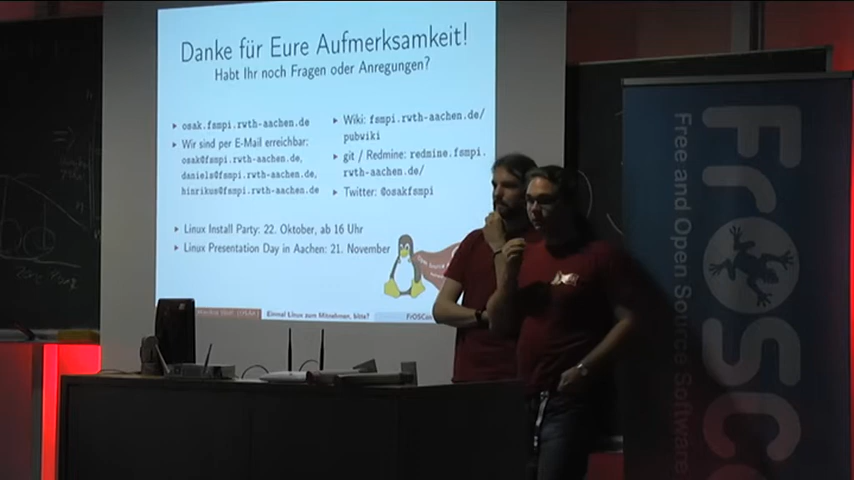 Danke für Eure Aufmerksamkeit!
Habt Ihr noch Fragen oder Anregungen?
▸ osak.fsmpi.rwth-aachen.de
▸ Wir sind per E-Mail erreichbar:
osak@fsmpi.rwth-aachen.de,
daniels@fsmpi.rwth-aachen.de,
hinrikus@fsmpi.rwth-aachen.de
▸ Wiki: fsmpi.rwth-aachen.de/
pubwiki
▸ git / Redmine: redmine.fsmpi.
rwth-aachen.de/
▸ Twitter: @osakfsmpi
▸ Linux Install Party: 22. Oktober, ab 16 Uhr
▸ Linux Presentation Day in Aachen: 21. November
Einmal Linux zum Mitnehmen, bitte?
FrOSCon
Free and Open Source Software
FrOSC